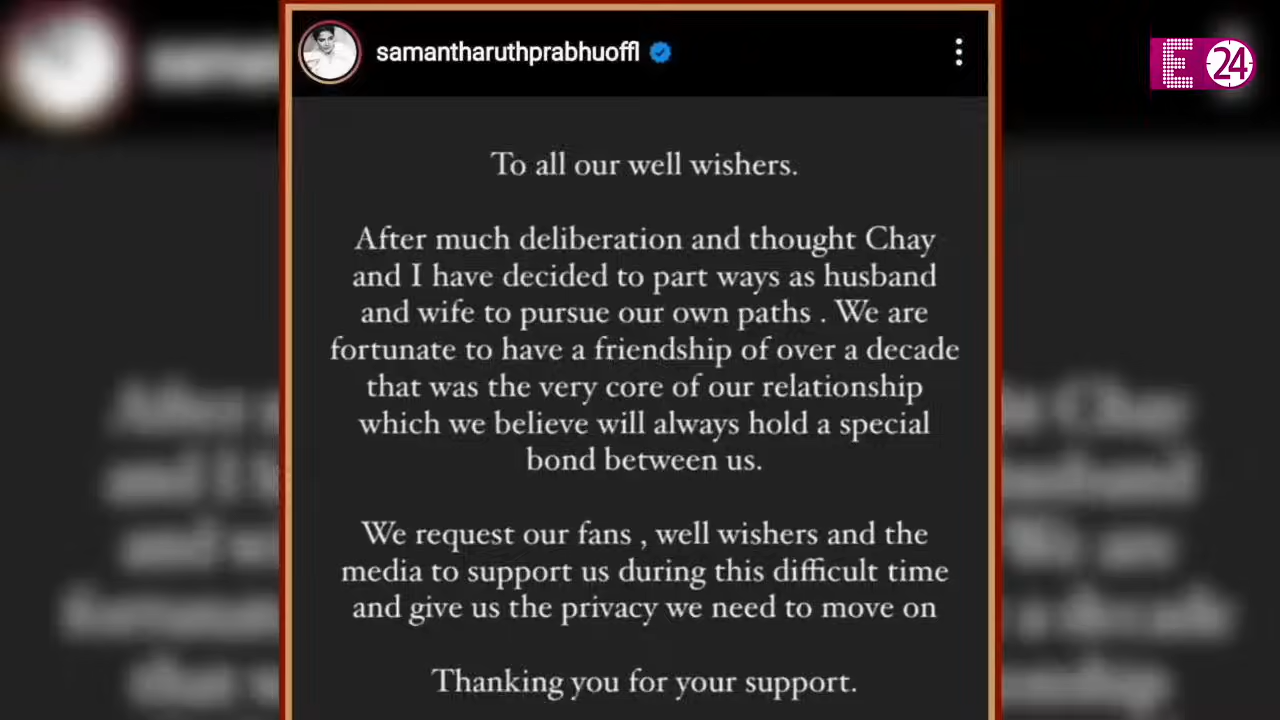 samantharuthprabhuoffl
E 24
To all our well wishers.
After much deliberation and thought Chay
and I have decided to part ways as husband
and wife to pursue our own paths . We are
fortunate to have a friendship of over a decade
that was the very core of our relationship
which we believe will always hold a special
bond between us.
We request our fans , well wishers and the
media to support us during this difficult time
and give us the privacy we need to move on
Thanking you for your support.